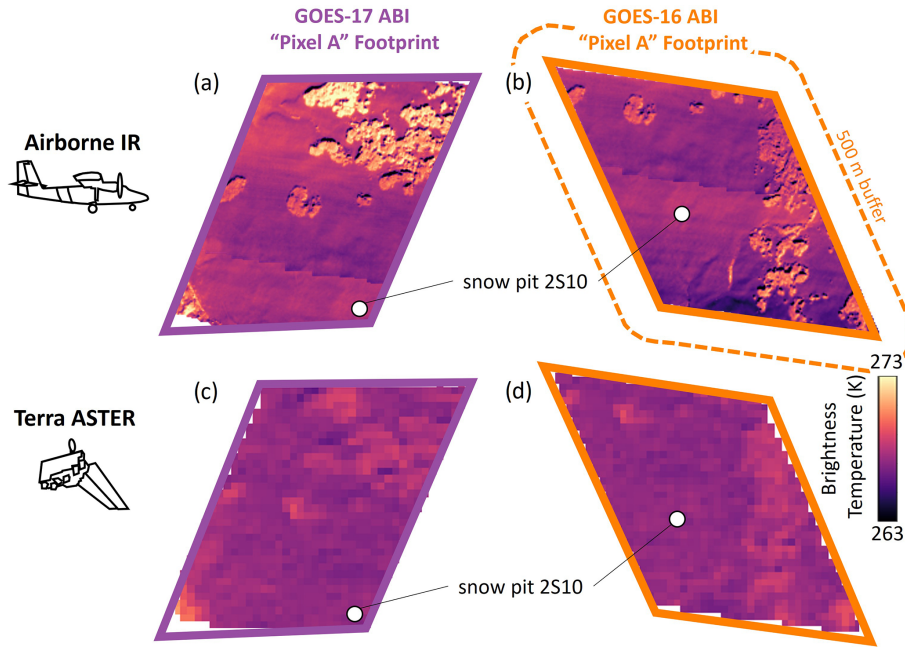 GOES-17 ABI
“Pixel A” Footprint
GOES-16 ABI
“Pixel A” Footprint
(a)
(b)
Airborne IR
500 m buffer
snow pit 2S10
273
Brightness
Temperature (K)
263
(c)
(d)
Terra ASTER
snow pit 2S10